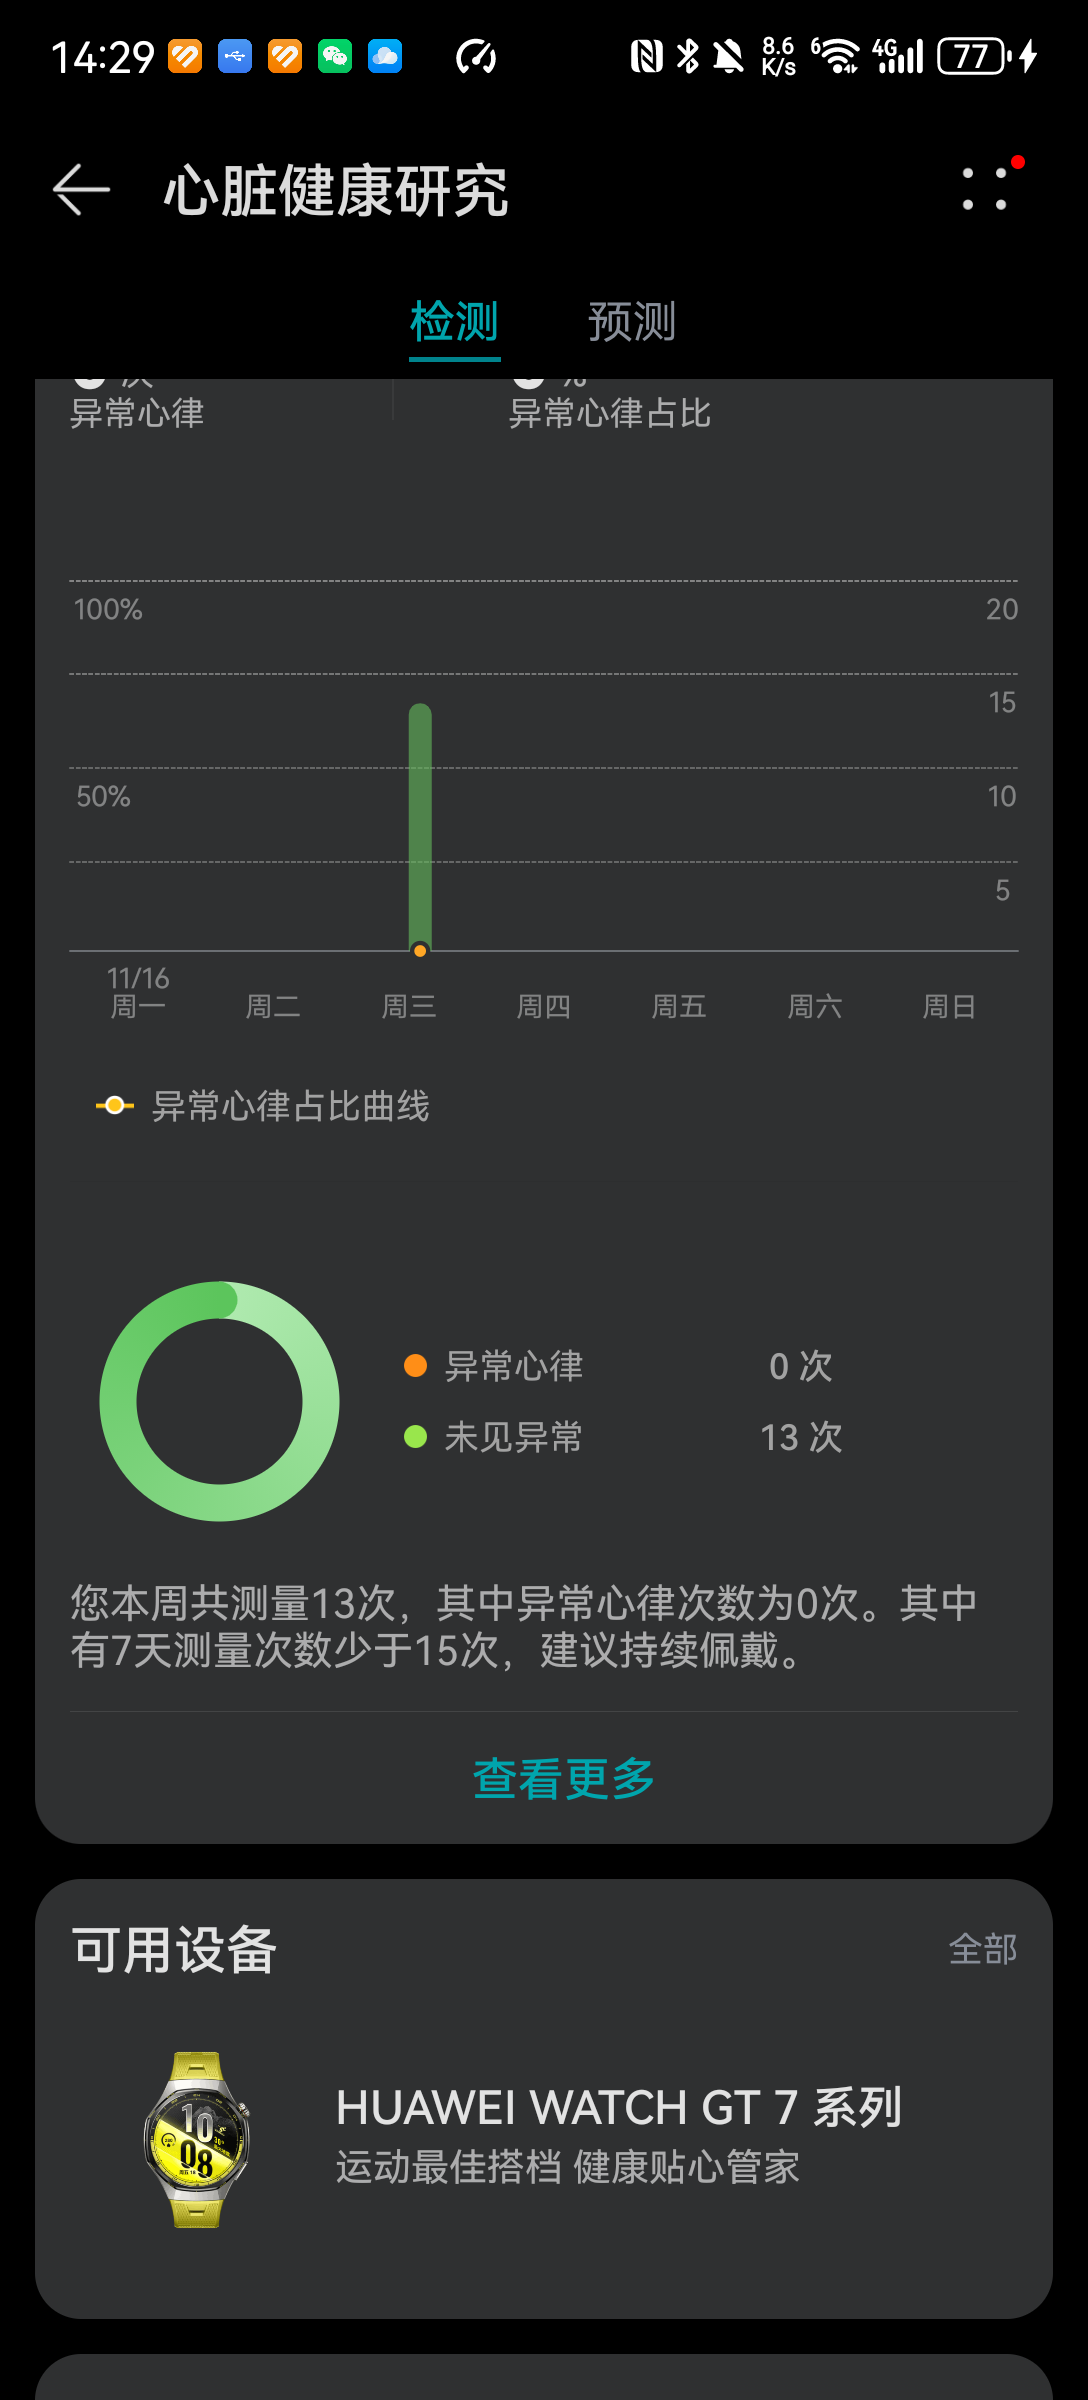 14:29
8.6 K/s
6
4G
77
心脏健康研究
检测 预测
次 %
异常心律 异常心律占比
100% 20
15
50% 10
5
11/16
周一 周二 周三 周四 周五 周六 周日
异常心律占比曲线
异常心律 0 次
未见异常 13 次
您本周共测量13次，其中异常心律次数为0次。其中
有7天测量次数少于15次，建议持续佩戴。
查看更多
可用设备 全部
10
08
HUAWEI WATCH GT 7 系列
运动最佳搭档 健康贴心管家